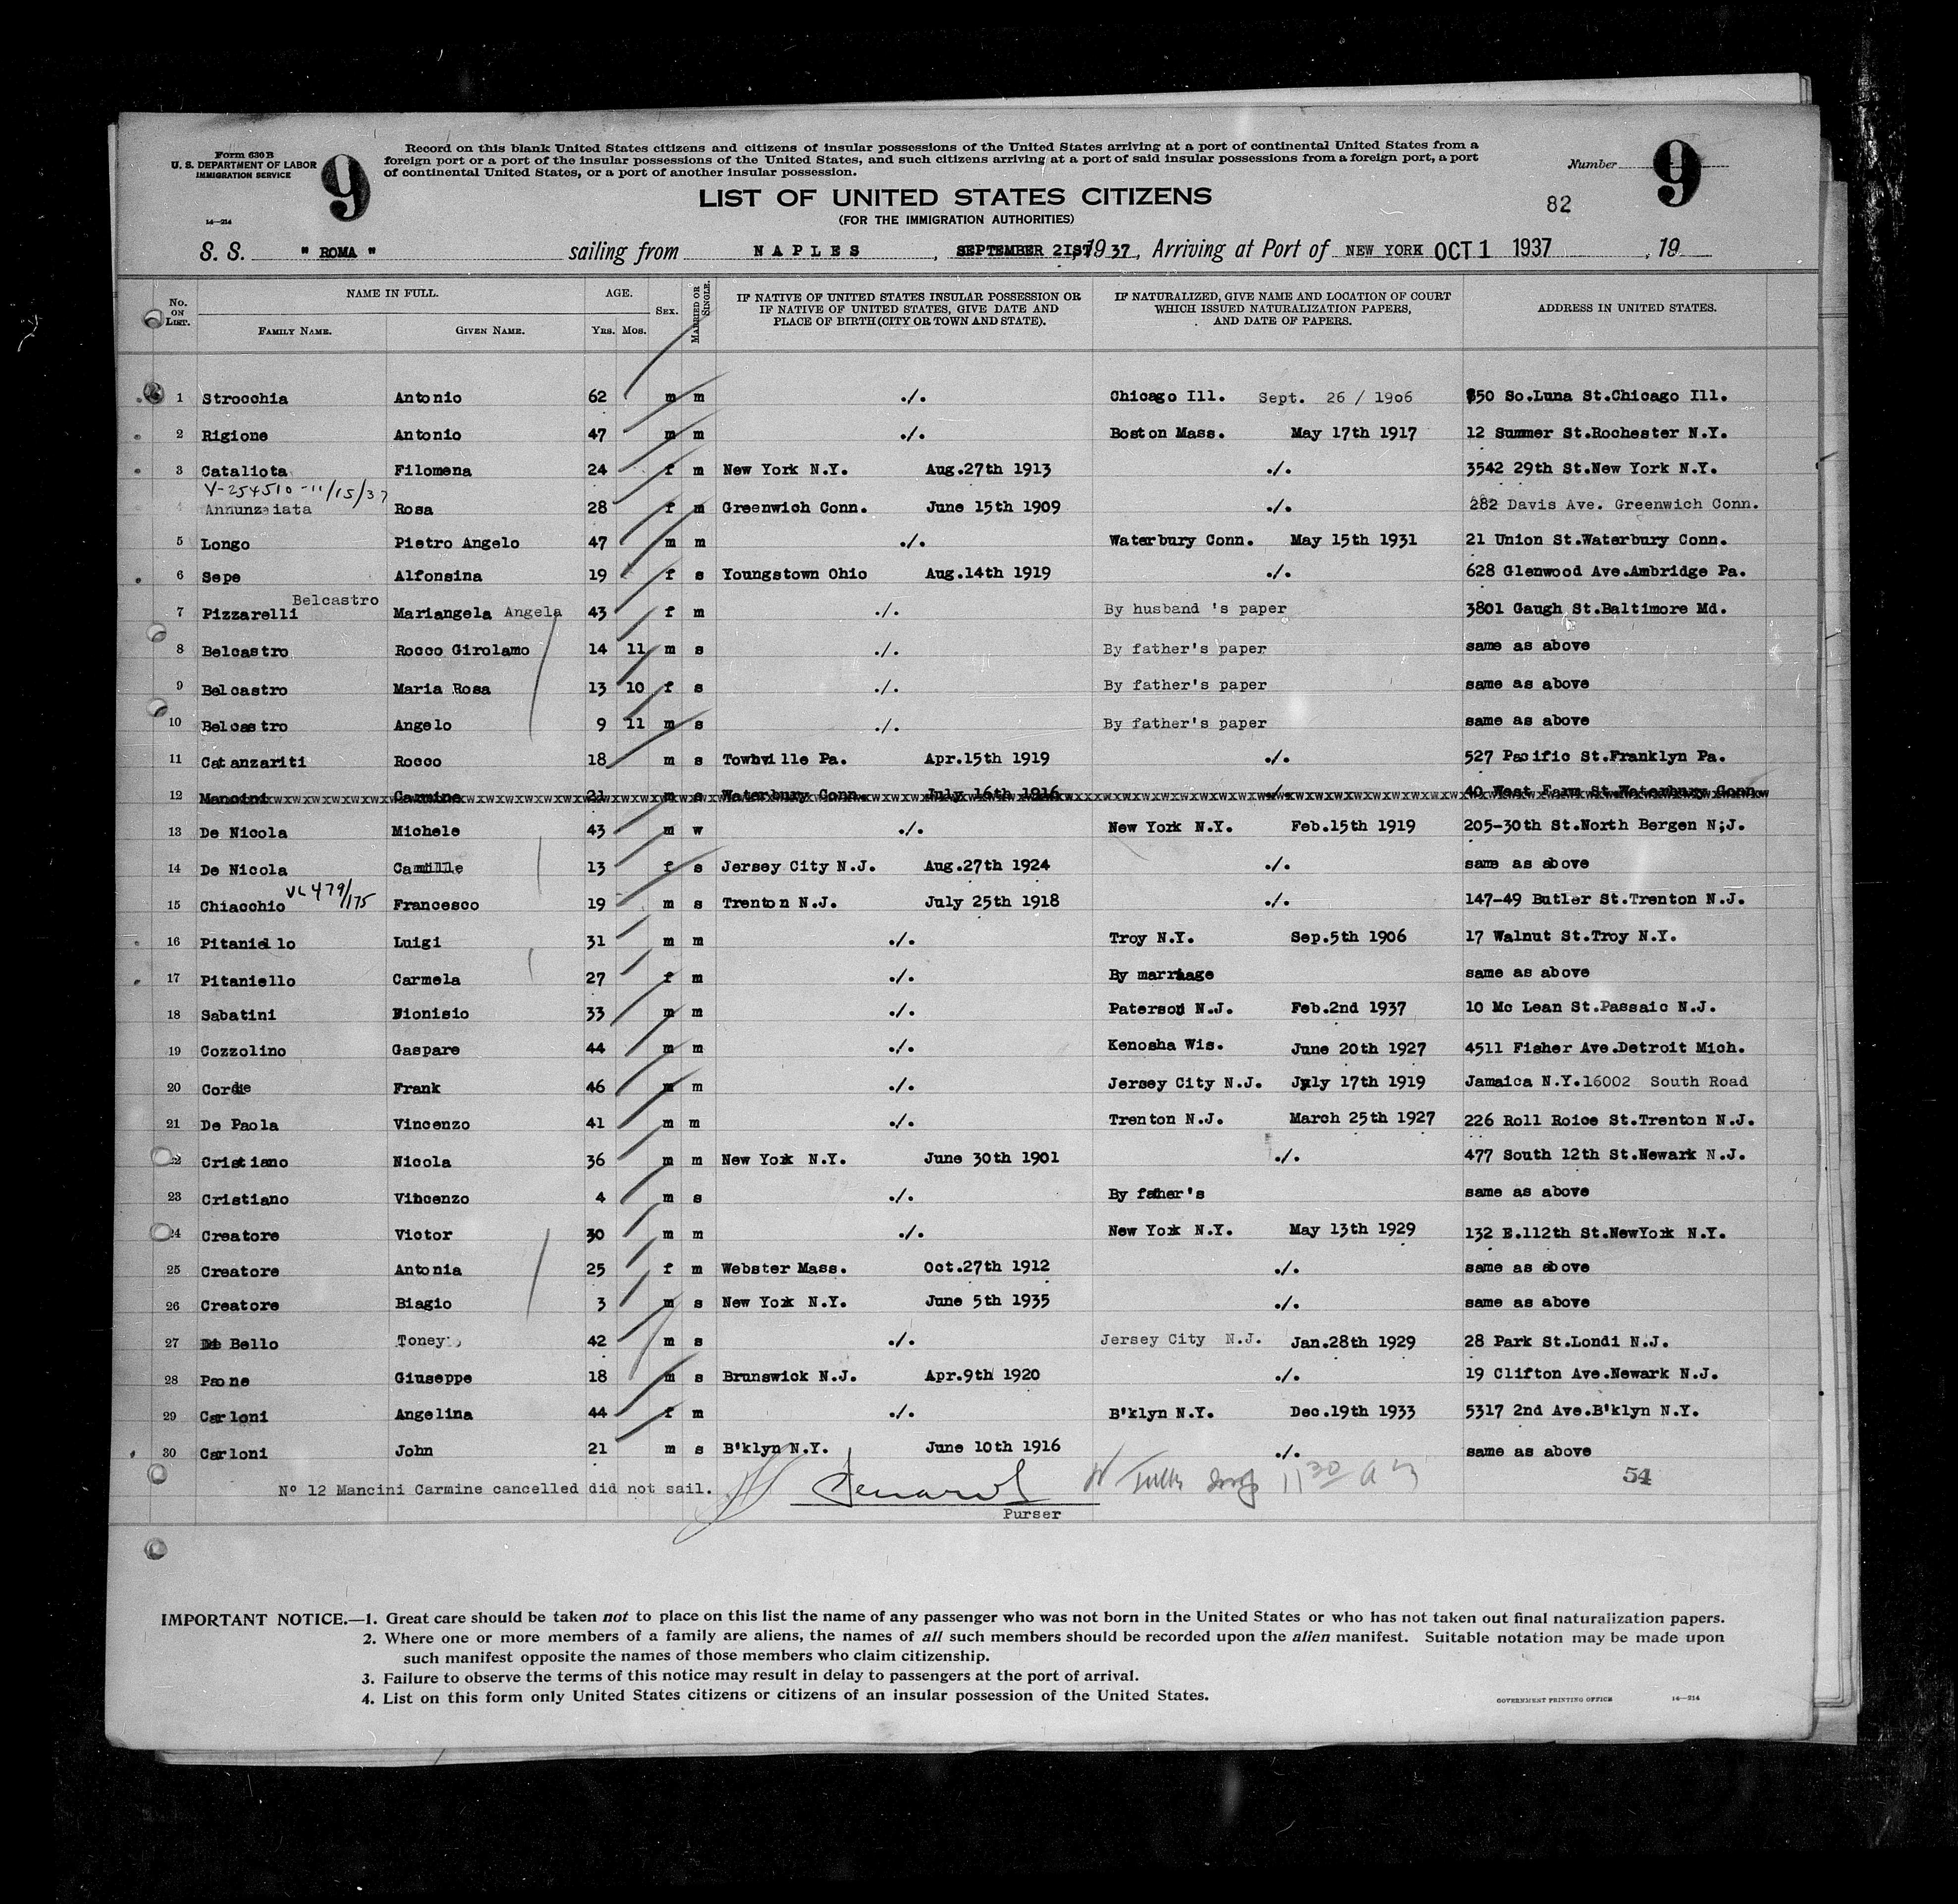 Form 630 B
U. S. DEPARTMENT OF LABOR
IMMIGRATION SERVICE
14—214
9
Record on this blank United States citizens and citizens of insular possessions of the United States arriving at a port of continental United States from a
foreign port or a port of the insular possessions of the United States, and such citizens arriving at a port of said insular possessions from a foreign port, a port
of continental United States, or a port of another insular possession.
Number 9
LIST OF UNITED STATES CITIZENS
(FOR THE IMMIGRATION AUTHORITIES)
82
S. S. " ROMA " sailing from NAPLES, SEPTEMBER 21ST, 1937, Arriving at Port of NEW YORK OCT 1 1937, 19
No. ON LIST. NAME IN FULL. FAMILY NAME. GIVEN NAME. AGE. YRS. MOS. SEX. MARRIED OR SINGLE. IF NATIVE OF UNITED STATES INSULAR POSSESSION OR IF NATIVE OF UNITED STATES, GIVE DATE AND PLACE OF BIRTH (CITY OR TOWN AND STATE). IF NATURALIZED, GIVE NAME AND LOCATION OF COURT WHICH ISSUED NATURALIZATION PAPERS, AND DATE OF PAPERS. ADDRESS IN UNITED STATES.
1 Strocchia Antonio 62 m m ./. Chicago Ill. Sept. 26 / 1906 850 So.Luna St.Chicago Ill.
2 Rigione Antonio 47 m m ./. Boston Mass. May 17th 1917 12 Summer St.Rochester N.Y.
3 Cataliota Filomena 24 f m New York N.Y. Aug.27th 1913 ./. 3542 29th St.New York N.Y.
V-254510-11/15/37
4 Annunziata Rosa 28 f m Greenwich Conn. June 15th 1909 ./. 282 Davis Ave. Greenwich Conn.
5 Longo Pietro Angelo 47 m m ./. Waterbury Conn. May 15th 1931 21 Union St.Waterbury Conn.
6 Sepe Alfonsina 19 f s Youngstown Ohio Aug.14th 1919 ./. 628 Glenwood Ave.Ambridge Pa.
Belcastro
7 Pizzarelli Mariangela Angela 43 f m ./. By husband 's paper 3801 Gaugh St.Baltimore Md.
8 Belcastro Rocco Girolamo 14 11 m s ./. By father's paper same as above
9 Belcastro Maria Rosa 13 10 f s ./. By father's paper same as above
10 Belcastro Angelo 9 11 m s ./. By father's paper same as above
11 Catanzariti Rocco 18 m s Townville Pa. Apr.15th 1919 ./. 527 Pacific St.Franklyn Pa.
12 Mancini Carmine 21 m s Waterbury Conn. July 16th 1916 ./. 40 West Farm St.Waterbury Conn.
13 De Nicola Michele 43 m w ./. New York N.Y. Feb.15th 1919 205-30th St.North Bergen N;J.
14 De Nicola Camille 13 f s Jersey City N.J. Aug.27th 1924 ./. same as above
15 Chiacchio VL 479/175 Francesco 19 m s Trenton N.J. July 25th 1918 ./. 147-49 Butler St.Trenton N.J.
16 Pitaniello Luigi 31 m m ./. Troy N.Y. Sep.5th 1906 17 Walnut St.Troy N.Y.
17 Pitaniello Carmela 27 f m ./. By marriage same as above
18 Sabatini Dionisio 33 m m ./. Paterson N.J. Feb.2nd 1937 10 Mc Lean St.Passaic N.J.
19 Cozzolino Gaspare 44 m m ./. Kenosha Wis. June 20th 1927 4511 Fisher Ave.Detroit Mich.
20 Cordie Frank 46 m m ./. Jersey City N.J. July 17th 1919 Jamaica N.Y.16002 South Road
21 De Paola Vincenzo 41 m m ./. Trenton N.J. March 25th 1927 226 Roll Roice St.Trenton N.J.
22 Cristiano Nicola 36 m m New York N.Y. June 30th 1901 ./. 477 South 12th St.Newark N.J.
23 Cristiano Vincenzo 4 m s ./. By father's same as above
24 Creatore Victor 30 m m ./. New York N.Y. May 13th 1929 132 E.112th St.NewYork N.Y.
25 Creatore Antonia 25 f m Webster Mass. Oct.27th 1912 ./. same as above
26 Creatore Biagio 3 m s New York N.Y. June 5th 1935 ./. same as above
27 Di Bello Toney 42 m s ./. Jersey City N.J. Jan.28th 1929 28 Park St.Londi N.J.
28 Paone Giuseppe 18 m s Brunswick N.J. Apr.9th 1920 ./. 19 Clifton Ave.Newark N.J.
29 Carloni Angelina 44 f m ./. B'klyn N.Y. Dec.19th 1933 5317 2nd Ave.B'klyn N.Y.
30 Carloni John 21 m s B'klyn N.Y. June 10th 1916 ./. same as above
Nº 12 Mancini Carmine cancelled did not sail.
Purser
11 30
54
IMPORTANT NOTICE.—1. Great care should be taken not to place on this list the name of any passenger who was not born in the United States or who has not taken out final naturalization papers.
2. Where one or more members of a family are aliens, the names of all such members should be recorded upon the alien manifest. Suitable notation may be made upon
such manifest opposite the names of those members who claim citizenship.
3. Failure to observe the terms of this notice may result in delay to passengers at the port of arrival.
4. List on this form only United States citizens or citizens of an insular possession of the United States.
GOVERNMENT PRINTING OFFICE 14—214